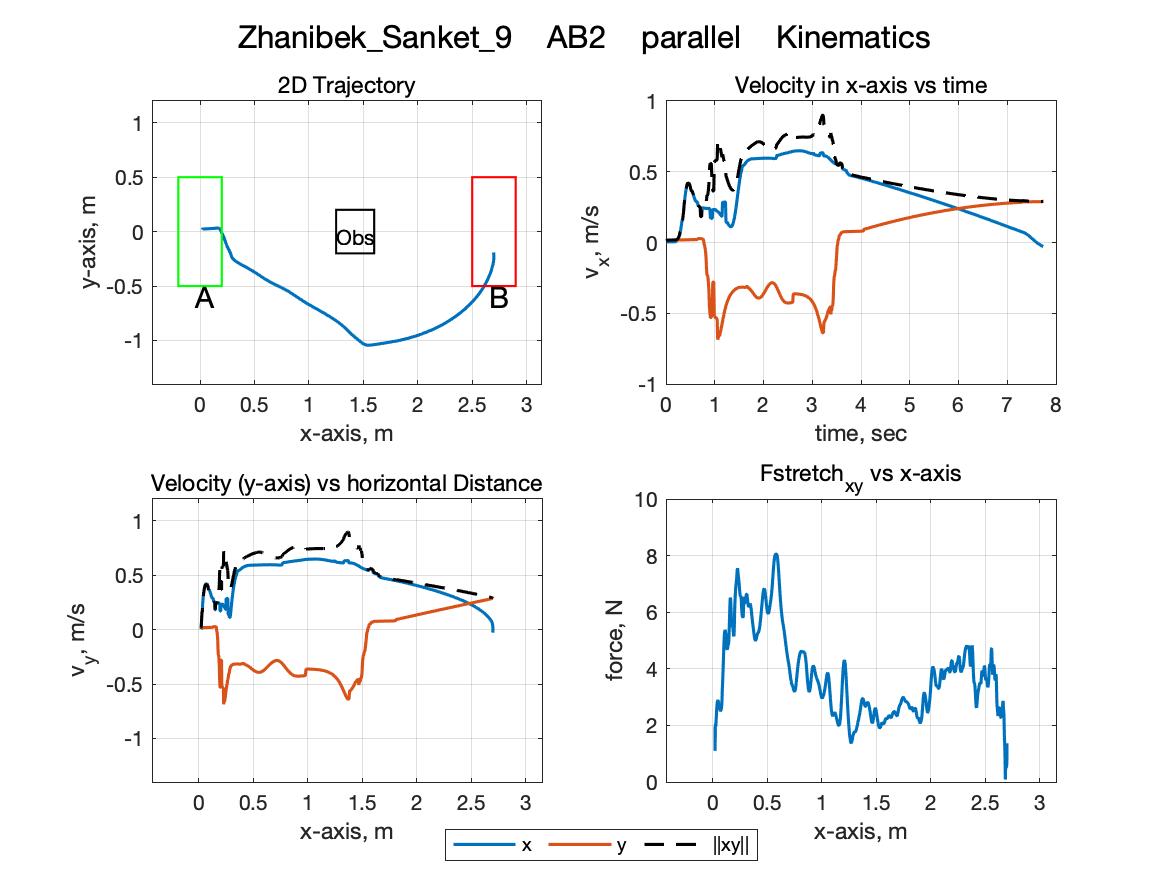 Zhanibek_Sanket_9 AB2 parallel Kinematics
2D Trajectory
1
0.5
0
-0.5
-1
y-axis, m
Obs
A
B
0 0.5 1 1.5 2 2.5 3
x-axis, m
Velocity in x-axis vs time
1
0.5
0
-0.5
-1
v_x, m/s
0 1 2 3 4 5 6 7 8
time, sec
Velocity (y-axis) vs horizontal Distance
1
0.5
0
-0.5
-1
v_y, m/s
0 0.5 1 1.5 2 2.5 3
x-axis, m
Fstretch_xy vs x-axis
10
8
6
4
2
0
force, N
0 0.5 1 1.5 2 2.5 3
x-axis, m
x y ||xy||